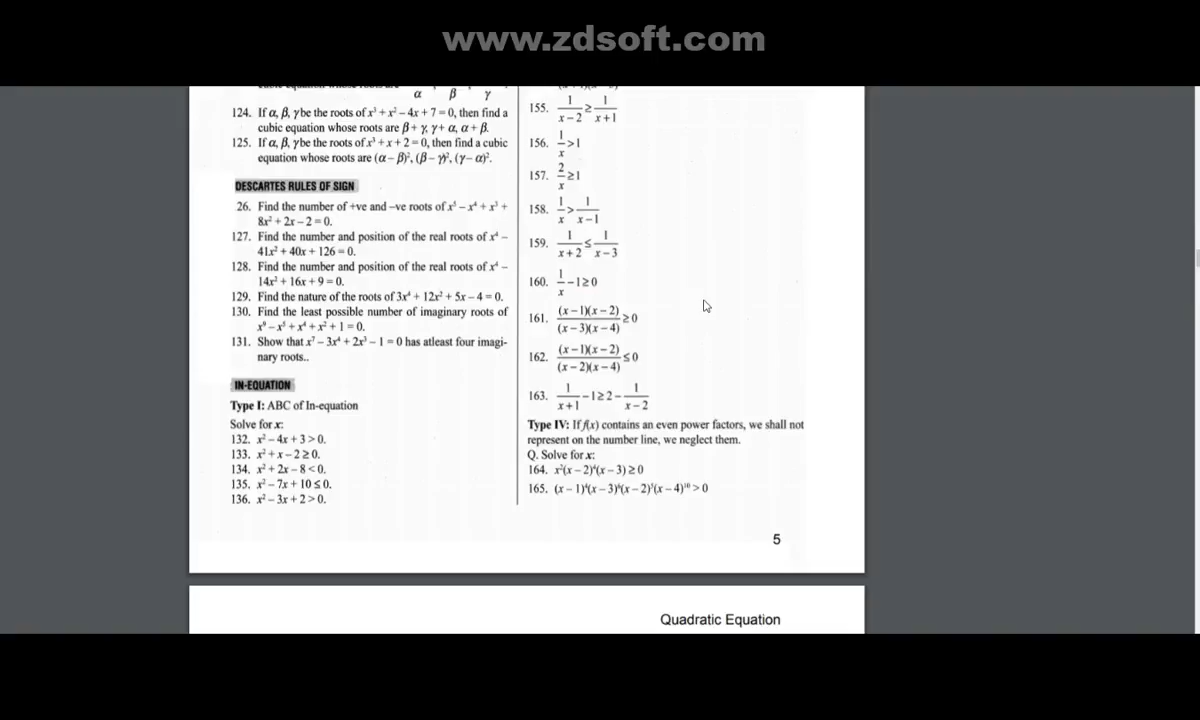 www.zdsoft.com
α β γ
124. If α, β, γ be the roots of x³ + x² – 4x + 7 = 0, then find a
cubic equation whose roots are β + γ, γ + α, α + β.
125. If α, β, γ be the roots of x³ + x + 2 = 0, then find a cubic
equation whose roots are (α – β)², (β – γ)², (γ – α)².
DESCARTES RULES OF SIGN
26. Find the number of +ve and –ve roots of x⁵ – x⁴ + x³ +
8x² + 2x – 2 = 0.
127. Find the number and position of the real roots of x⁴ –
41x² + 40x + 126 = 0.
128. Find the number and position of the real roots of x⁴ –
14x² + 16x + 9 = 0.
129. Find the nature of the roots of 3x⁴ + 12x² + 5x – 4 = 0.
130. Find the least possible number of imaginary roots of
x⁹ – x⁵ + x⁴ + x² + 1 = 0.
131. Show that x⁷ – 3x⁴ + 2x³ – 1 = 0 has atleast four imagi-
nary roots..
IN-EQUATION
Type I: ABC of In-equation
Solve for x:
132. x² – 4x + 3 > 0.
133. x² + x – 2 ≥ 0.
134. x² + 2x – 8 < 0.
135. x² – 7x + 10 ≤ 0.
136. x² – 3x + 2 > 0.
155. 1/(x – 2) ≥ 1/(x + 1)
156. 1/x > 1
157. 2/x ≥ 1
158. 1/x > 1/(x – 1)
159. 1/(x + 2) ≤ 1/(x – 3)
160. 1/x – 1 ≥ 0
161. (x – 1)(x – 2)/(x – 3)(x – 4) ≥ 0
162. (x – 1)(x – 2)/(x – 2)(x – 4) ≤ 0
163. 1/(x + 1) – 1 ≥ 2 – 1/(x – 2)
Type IV: If f(x) contains an even power factors, we shall not
represent on the number line, we neglect them.
Q. Solve for x:
164. x²(x – 2)⁴(x – 3) ≥ 0
165. (x – 1)⁴(x – 3)⁶(x – 2)⁵(x – 4)¹⁰ > 0
5
Quadratic Equation